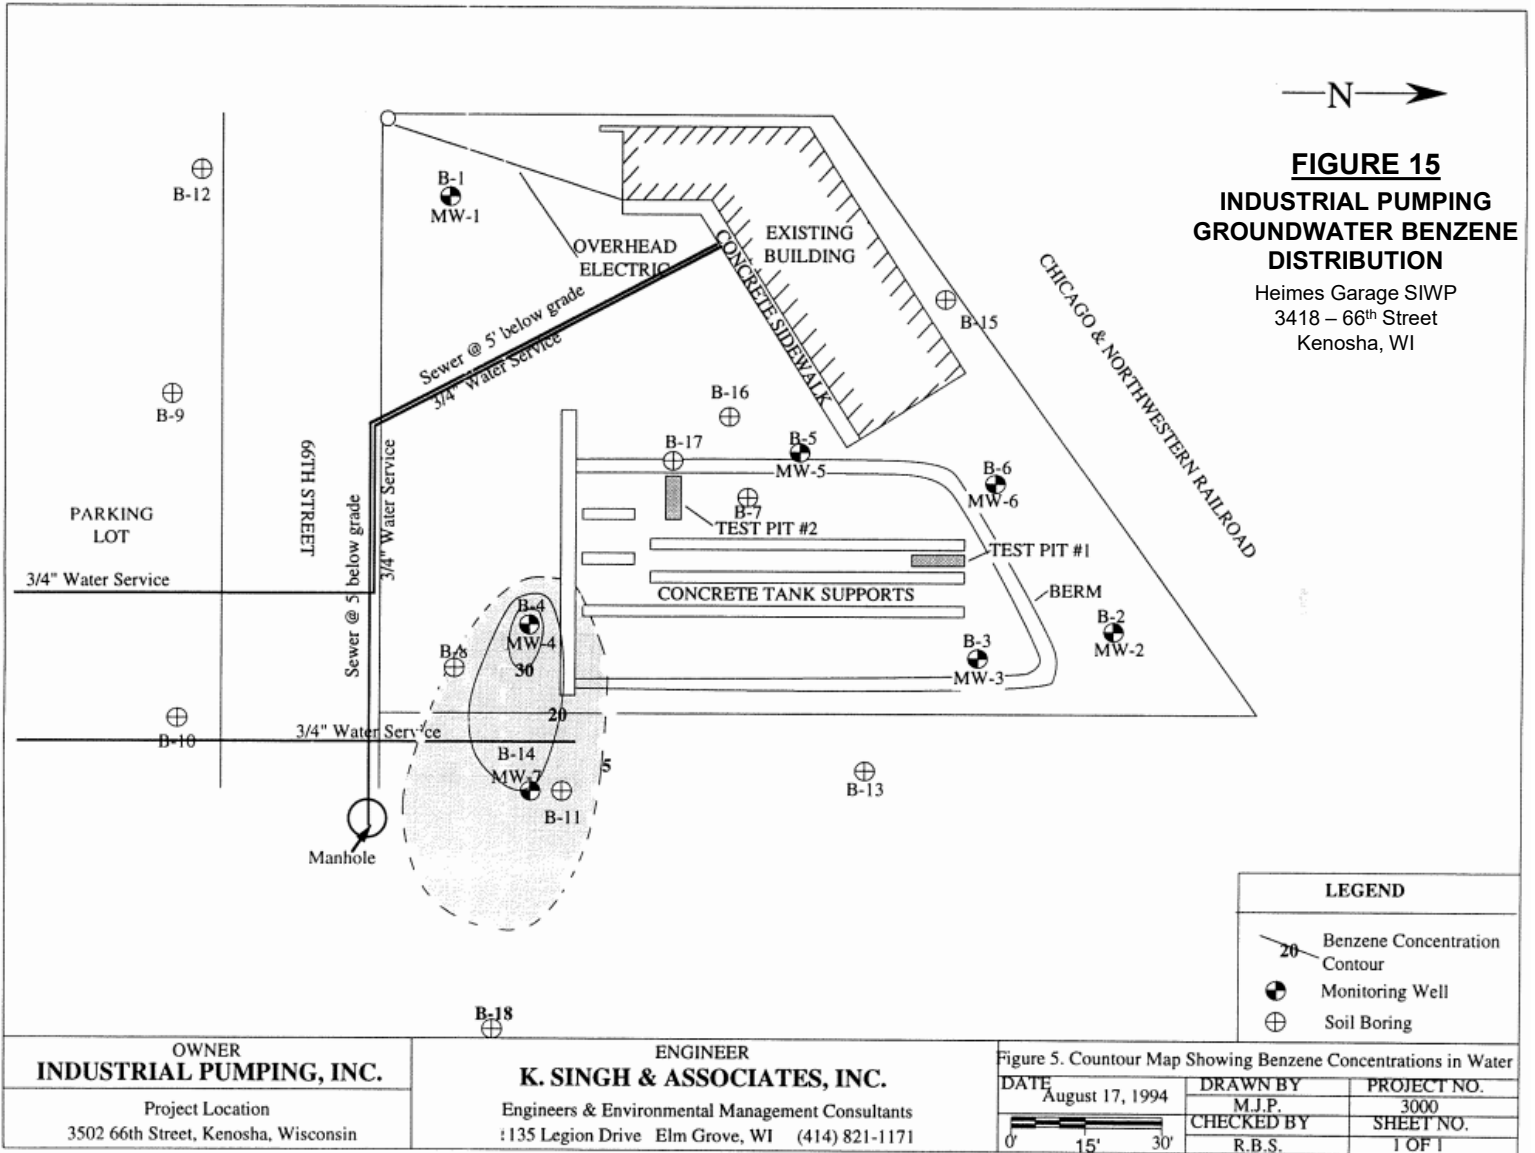 N
FIGURE 15
INDUSTRIAL PUMPING
GROUNDWATER BENZENE
DISTRIBUTION
Heimes Garage SIWP
3418 – 66th Street
Kenosha, WI
B-12
B-1
MW-1
OVERHEAD
ELECTRIC
EXISTING
BUILDING
CONCRETE SIDEWALK
B-15
CHICAGO & NORTHWESTERN RAILROAD
Sewer @ 5' below grade
3/4" Water Service
B-9
B-16
B-17
B-5
MW-5
B-6
MW-6
B-7
TEST PIT #2
TEST PIT #1
66TH STREET
Sewer @ 5' below grade
3/4" Water Service
PARKING
LOT
3/4" Water Service
CONCRETE TANK SUPPORTS
BERM
B-4
MW-4
30
B-8
B-3
MW-3
B-2
MW-2
20
B-10
3/4" Water Service
B-14
MW-7
5
B-11
B-13
Manhole
B-18
LEGEND
20
Benzene Concentration
Contour
Monitoring Well
Soil Boring
OWNER
INDUSTRIAL PUMPING, INC.
Project Location
3502 66th Street, Kenosha, Wisconsin
ENGINEER
K. SINGH & ASSOCIATES, INC.
Engineers & Environmental Management Consultants
1135 Legion Drive Elm Grove, WI (414) 821-1171
Figure 5. Countour Map Showing Benzene Concentrations in Water
DATE
August 17, 1994
DRAWN BY
M.J.P.
PROJECT NO.
3000
CHECKED BY
R.B.S.
SHEET NO.
1 OF 1
0' 15' 30'